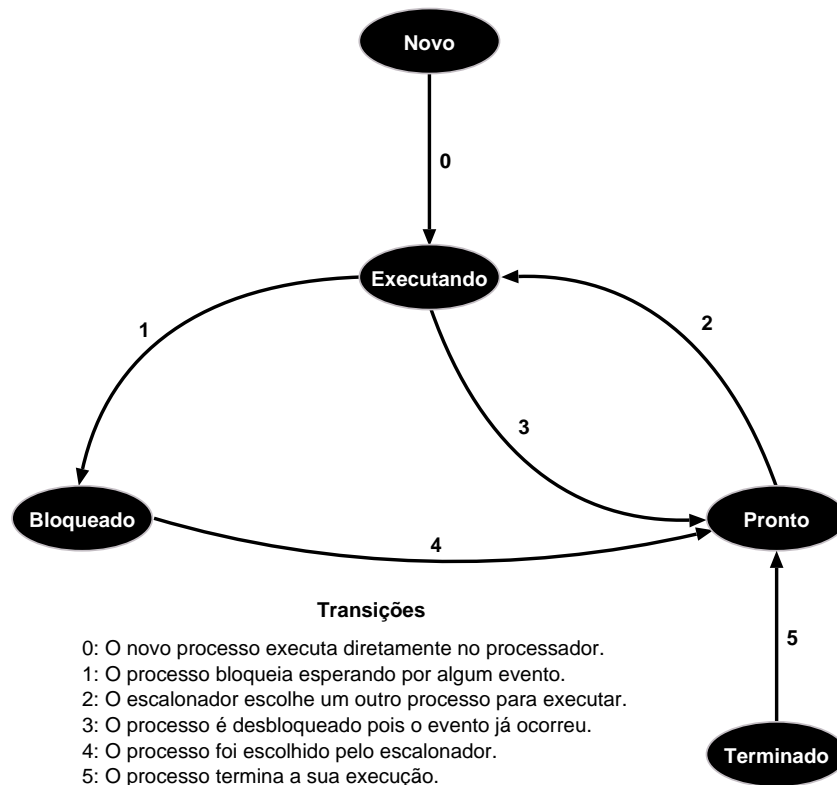 Novo
0
Executando
1
2
3
Bloqueado
Pronto
4
Transições
0: O novo processo executa diretamente no processador.
1: O processo bloqueia esperando por algum evento.
2: O escalonador escolhe um outro processo para executar.
3: O processo é desbloqueado pois o evento já ocorreu.
4: O processo foi escolhido pelo escalonador.
5: O processo termina a sua execução.
5
Terminado